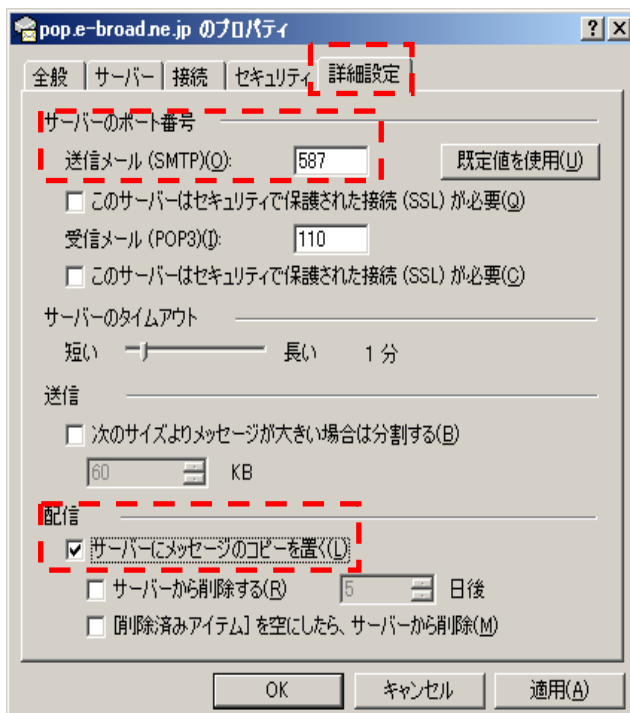 pop.e-broad.ne.jp のプロパティ
全般 サーバー 接続 セキュリティ 詳細設定
サーバーのポート番号
送信メール (SMTP)(O): 587 既定値を使用(U)
このサーバーはセキュリティで保護された接続 (SSL) が必要(Q)
受信メール (POP3)(I): 110
このサーバーはセキュリティで保護された接続 (SSL) が必要(C)
サーバーのタイムアウト
短い 長い 1 分
送信
次のサイズよりメッセージが大きい場合は分割する(B)
60 KB
配信
サーバーにメッセージのコピーを置く(L)
サーバーから削除する(R) 5 日後
[削除済みアイテム] を空にしたら、サーバーから削除(M)
OK キャンセル 適用(A)